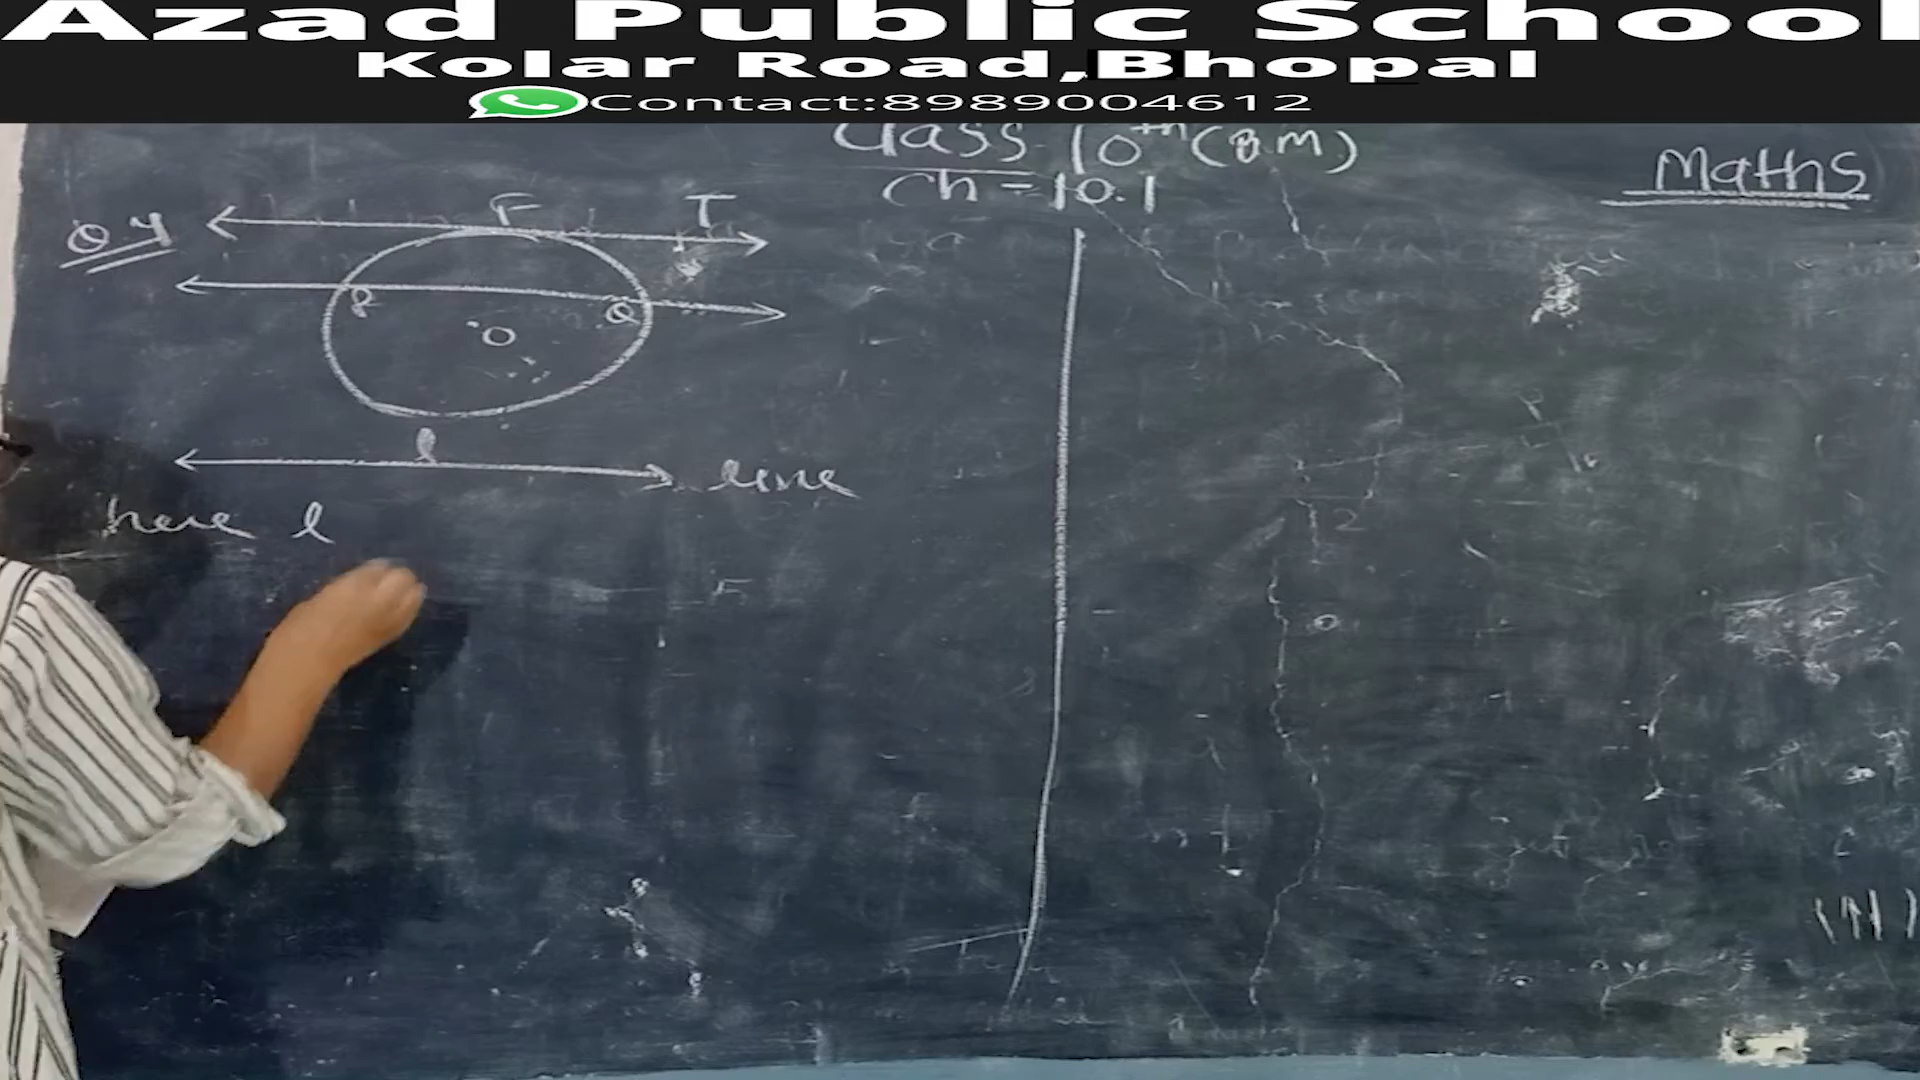 Azad Public School
Kolar Road,Bhopal
Contact:8989004612
Class 10th (B.M)
Ch - 10.1
Maths
Q 4
F T
R Q
O
l
line
here l